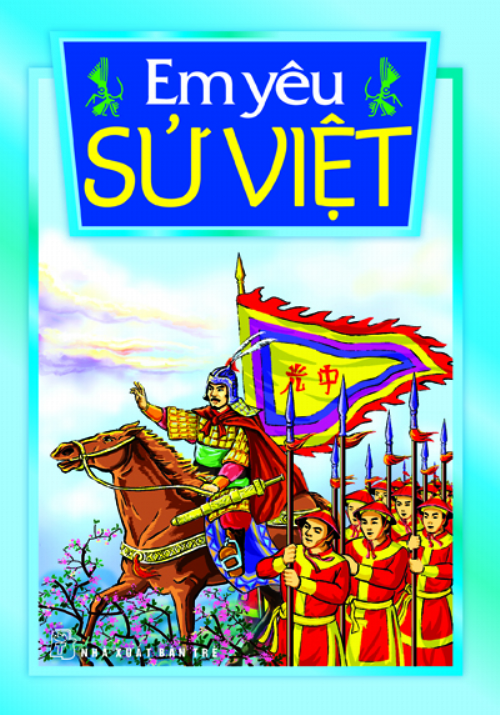 Em yêu
SỬ VIỆT
光中
NHÀ XUẤT BẢN TRẺ